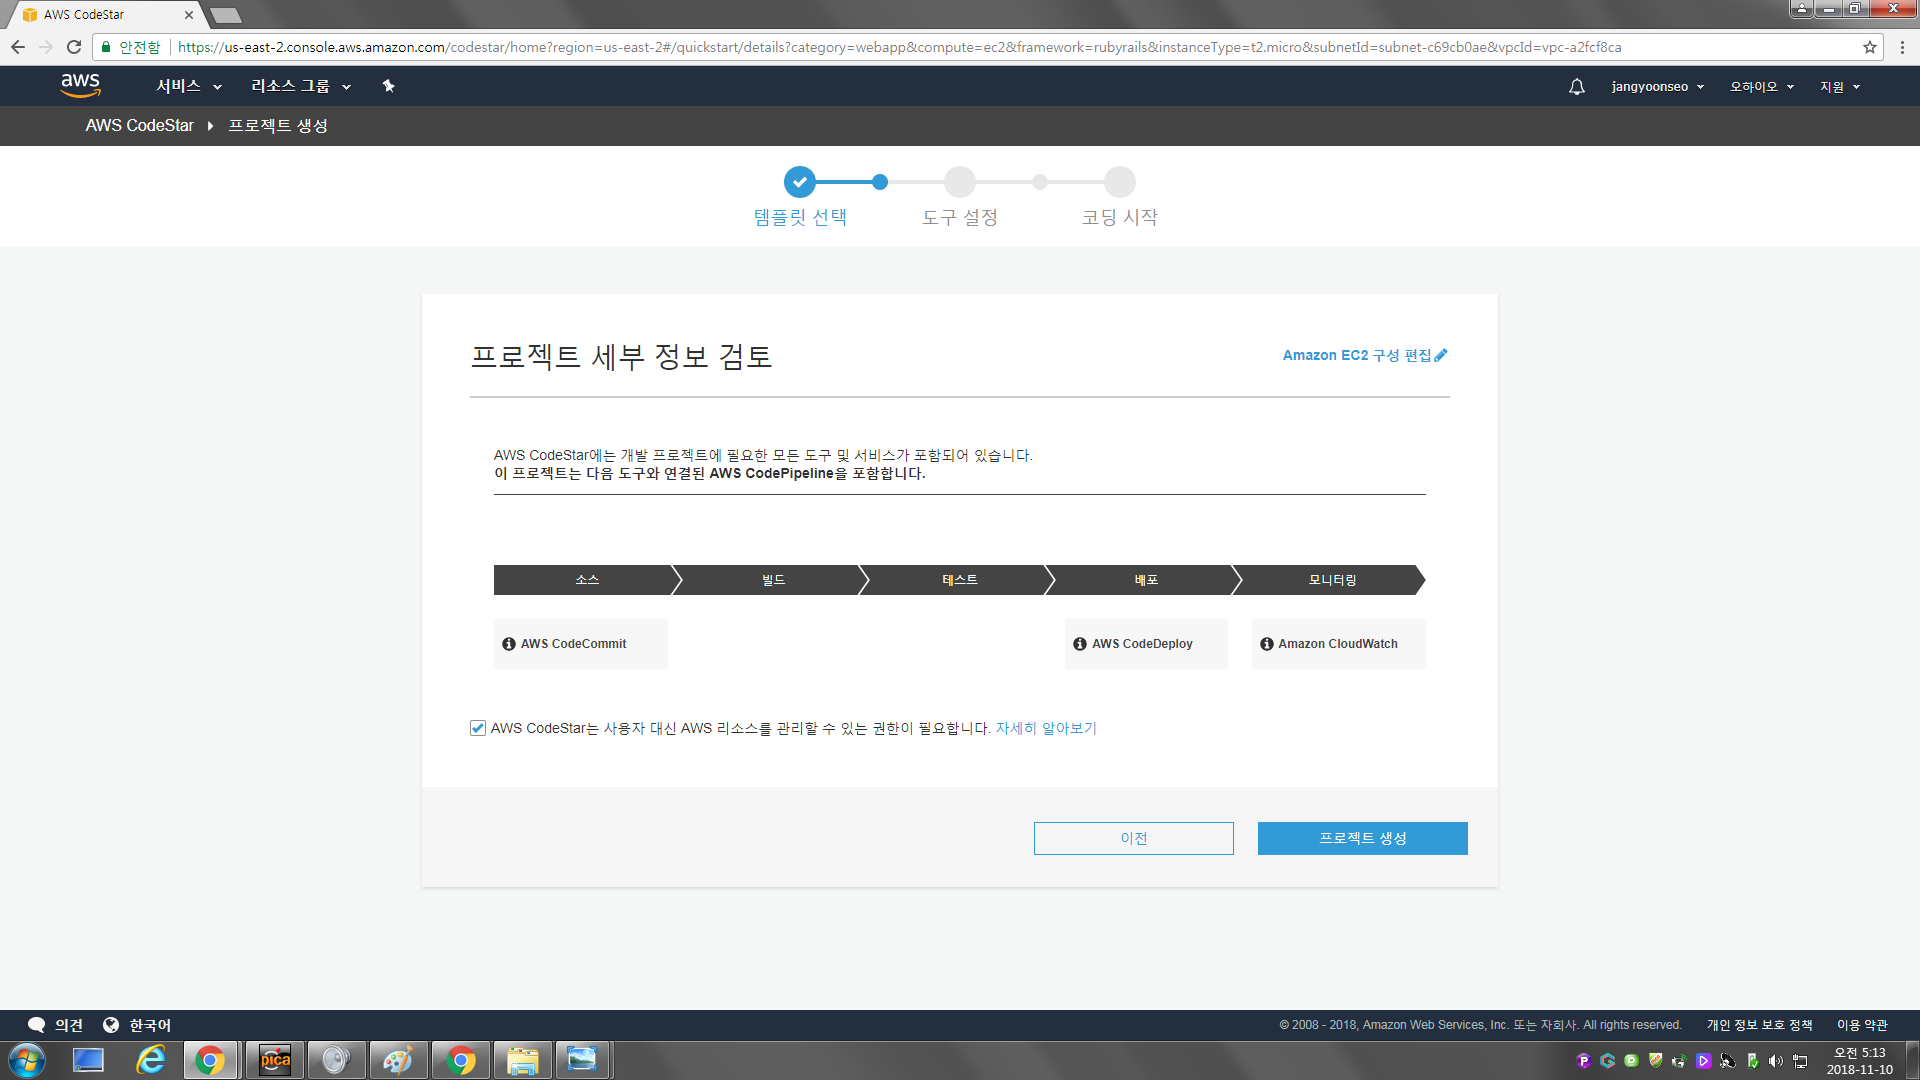 AWS CodeStar
안전함 https://us-east-2.console.aws.amazon.com/codestar/home?region=us-east-2#/quickstart/details?category=webapp&compute=ec2&framework=rubyrails&instanceType=t2.micro&subnetId=subnet-c69cb0ae&vpcId=vpc-a2fcf8ca
aws 서비스 리소스 그룹 jangyoonseo 오하이오 지원
AWS CodeStar 프로젝트 생성
템플릿 선택 도구 설정 코딩 시작
프로젝트 세부 정보 검토 Amazon EC2 구성 편집
AWS CodeStar에는 개발 프로젝트에 필요한 모든 도구 및 서비스가 포함되어 있습니다.
이 프로젝트는 다음 도구와 연결된 AWS CodePipeline을 포함합니다.
소스 빌드 테스트 배포 모니터링
AWS CodeCommit AWS CodeDeploy Amazon CloudWatch
AWS CodeStar는 사용자 대신 AWS 리소스를 관리할 수 있는 권한이 필요합니다. 자세히 알아보기
이전 프로젝트 생성
의견 한국어 © 2008 - 2018, Amazon Web Services, Inc. 또는 자회사. All rights reserved. 개인 정보 보호 정책 이용 약관
pica 오전 5:13
2018-11-10